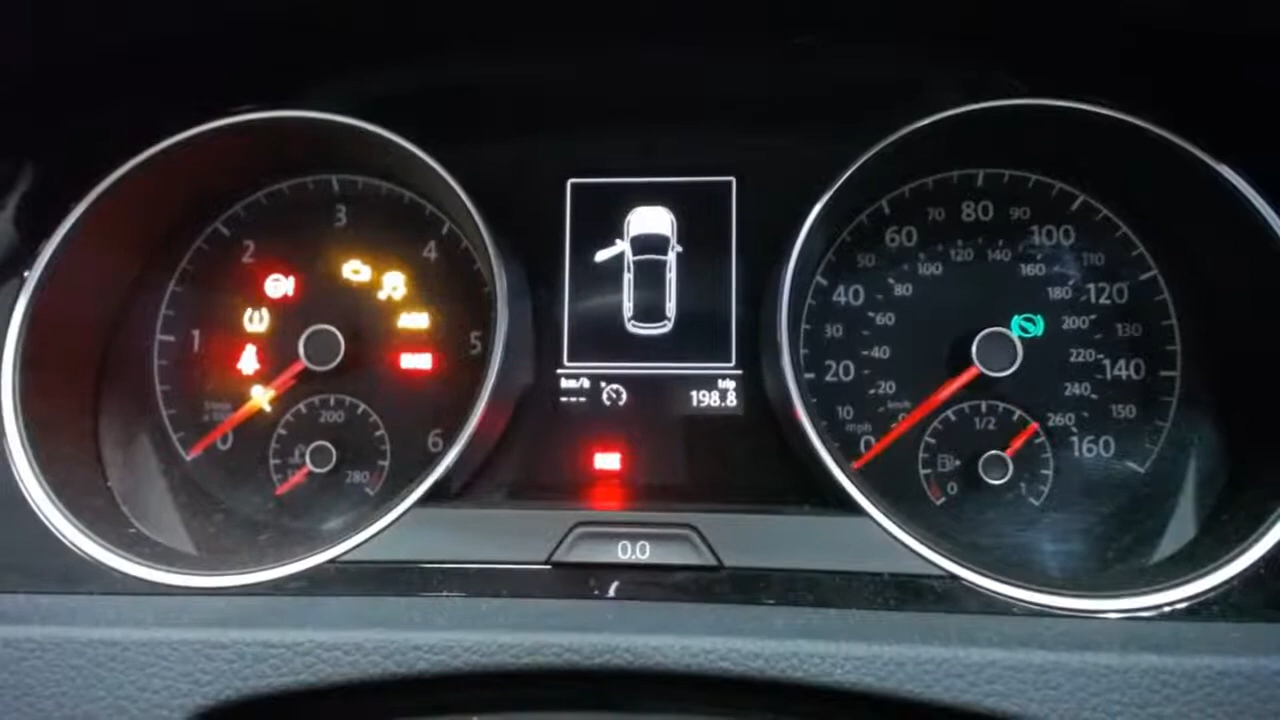 3
2
4
1
5
0
6
200
280
km/h
trip
---
198.8
0.0
70 80 90
60 100
50 110
120 140
100 160
40 80 180 120
30 60 200 130
40 220
20 140
20 240
10 km/h 150
mph 0 260
0 160
1/2
0 1
ABS